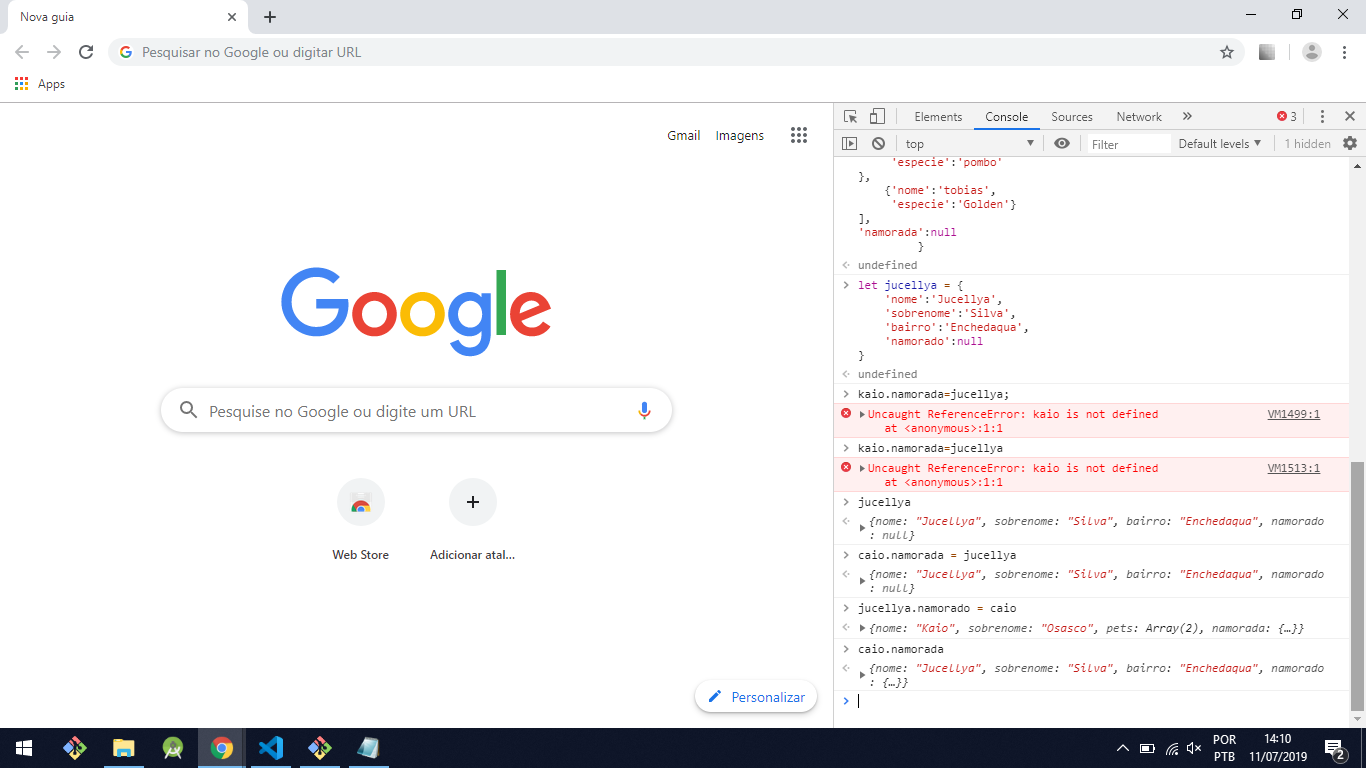 Nova guia
Pesquisar no Google ou digitar URL
Apps
Gmail Imagens
Google
Pesquise no Google ou digite um URL
Web Store
Adicionar atal...
Personalizar
Elements Console Sources Network » 3
top Filter Default levels 1 hidden
'especie':'pombo'
},
{'nome':'tobias',
'especie':'Golden'}
],
'namorada':null
}
undefined
let jucellya = {
'nome':'Jucellya',
'sobrenome':'Silva',
'bairro':'Enchedaqua',
'namorado':null
}
undefined
kaio.namorada=jucellya;
Uncaught ReferenceError: kaio is not defined VM1499:1
at <anonymous>:1:1
kaio.namorada=jucellya
Uncaught ReferenceError: kaio is not defined VM1513:1
at <anonymous>:1:1
jucellya
{nome: "Jucellya", sobrenome: "Silva", bairro: "Enchedaqua", namorado
: null}
caio.namorada = jucellya
{nome: "Jucellya", sobrenome: "Silva", bairro: "Enchedaqua", namorado
: null}
jucellya.namorado = caio
{nome: "Kaio", sobrenome: "Osasco", pets: Array(2), namorada: {…}}
caio.namorada
{nome: "Jucellya", sobrenome: "Silva", bairro: "Enchedaqua", namorado
: {…}}
POR 14:10
PTB 11/07/2019 2